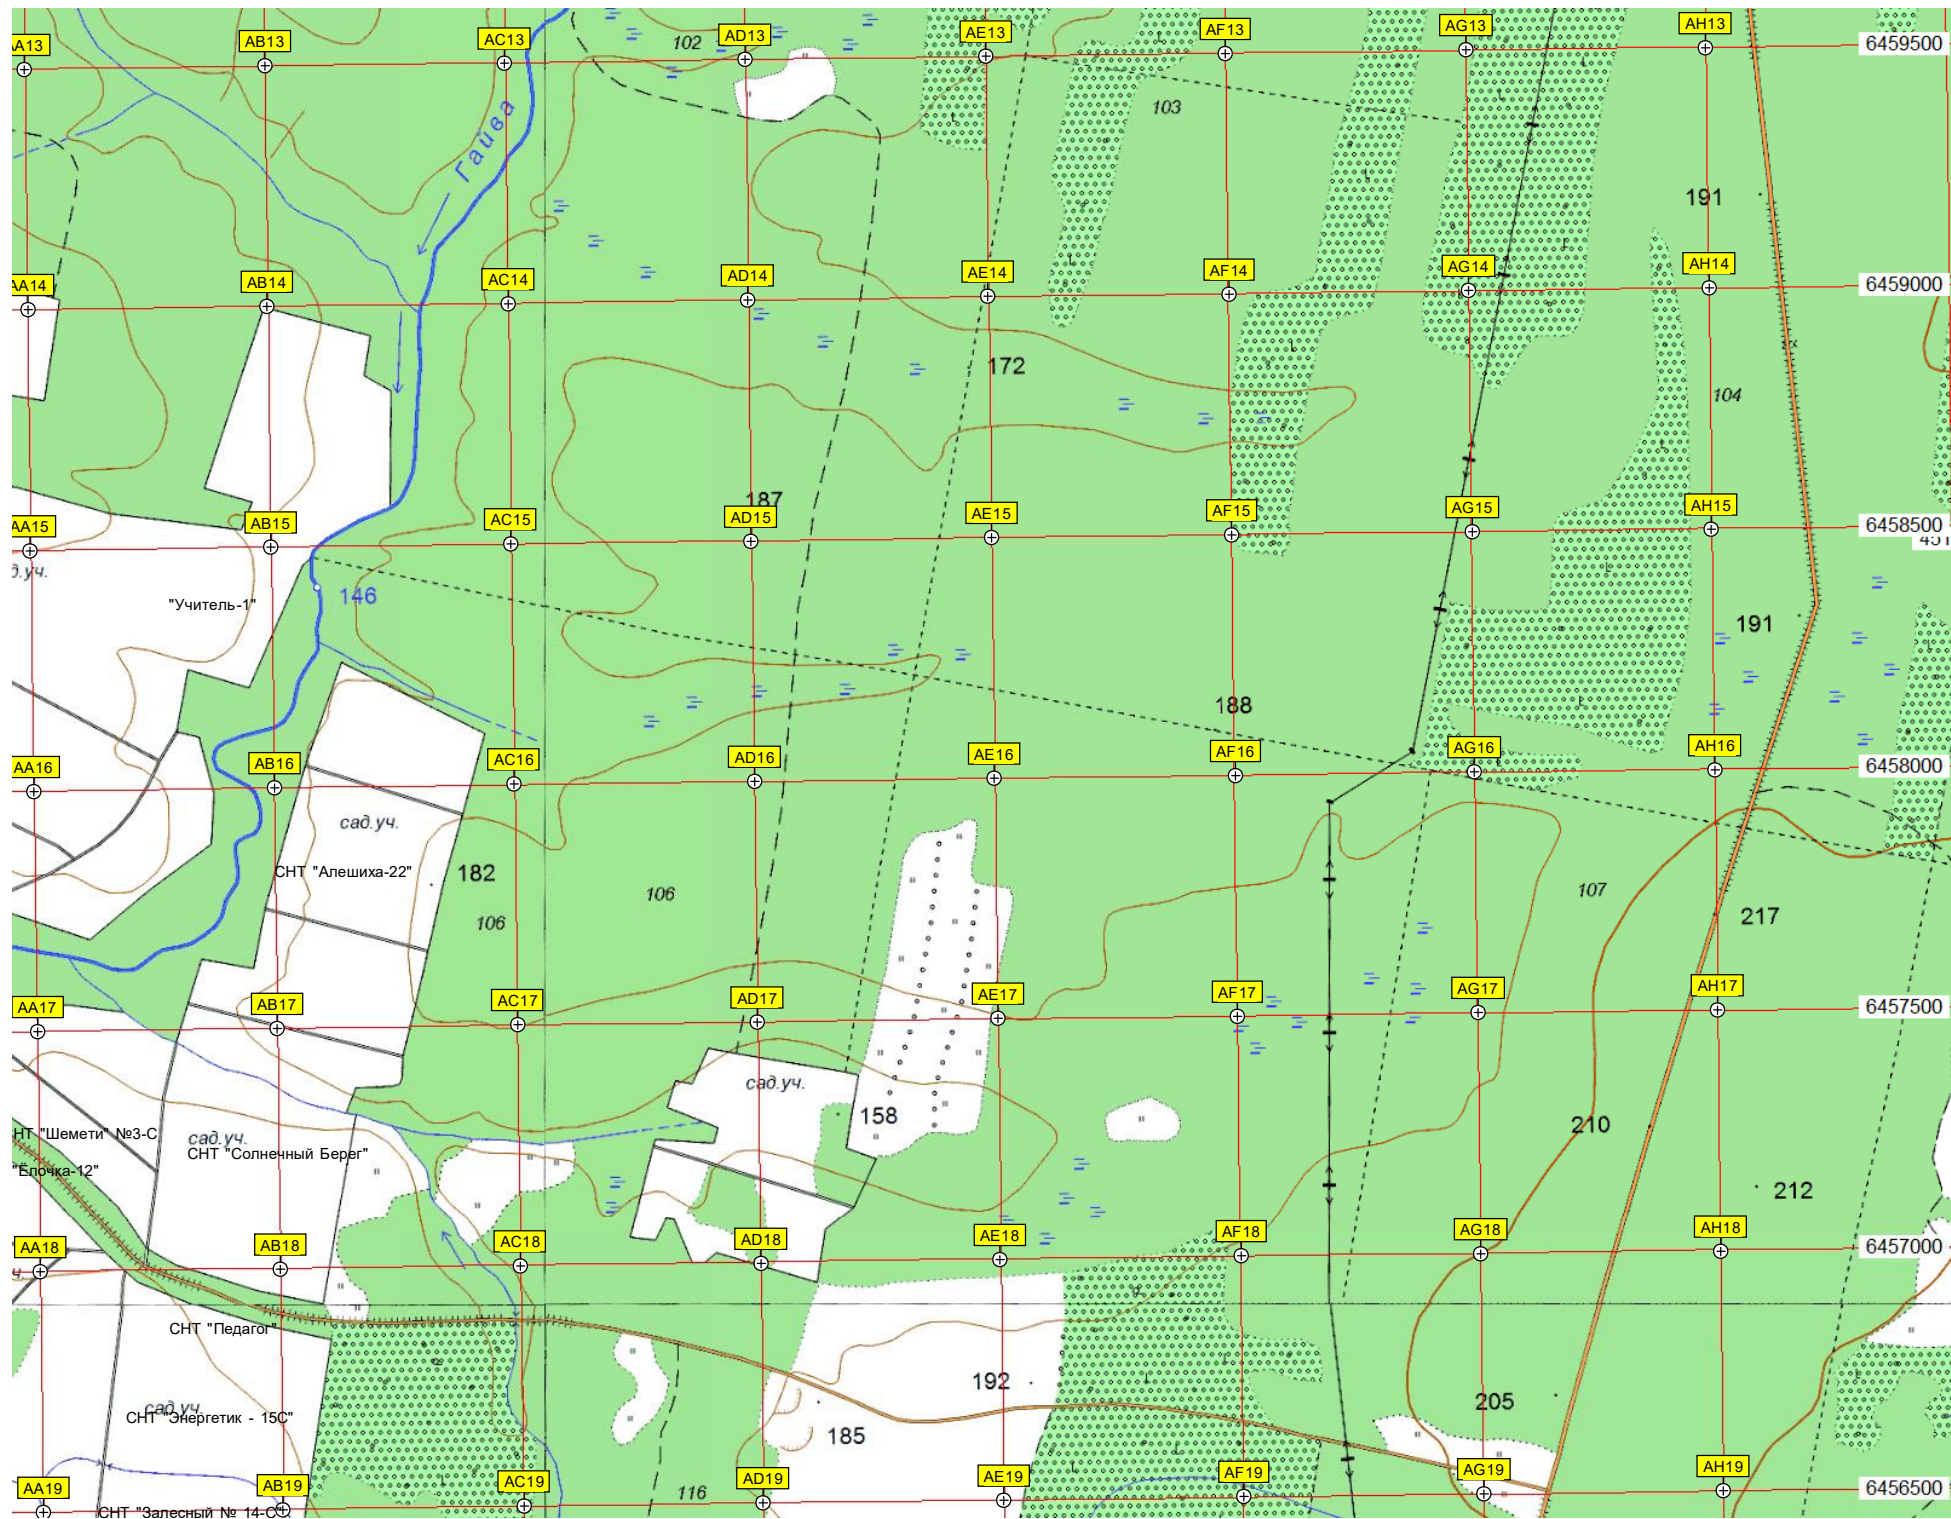 AA13
AB13
AC13
102
AD13
AE13
AF13
AG13
AH13
6459500
103
Гайва
191
AA14
AB14
AC14
AD14
AE14
AF14
AG14
AH14
6459000
172
104
187
AA15
AB15
AC15
AD15
AE15
AF15
AG15
AH15
6458500
д.уч.
"Учитель-1"
146
191
188
AA16
AB16
AC16
AD16
AE16
AF16
AG16
AH16
6458000
сад.уч.
СНТ "Алешиха-22"
182
106
106
107
217
AA17
AB17
AC17
AD17
AE17
AF17
AG17
AH17
6457500
сад.уч.
158
210
НТ "Шемети" №3-С
сад.уч.
СНТ "Солнечный Берег"
"Ёлочка-12"
212
AA18
AB18
AC18
AD18
AE18
AF18
AG18
AH18
6457000
ч.
СНТ "Педагог"
192
205
сад.уч.
СНТ "Энергетик - 15С"
185
AA19
AB19
AC19
AD19
AE19
AF19
AG19
AH19
6456500
116
СНТ "Залесный № 14-С"